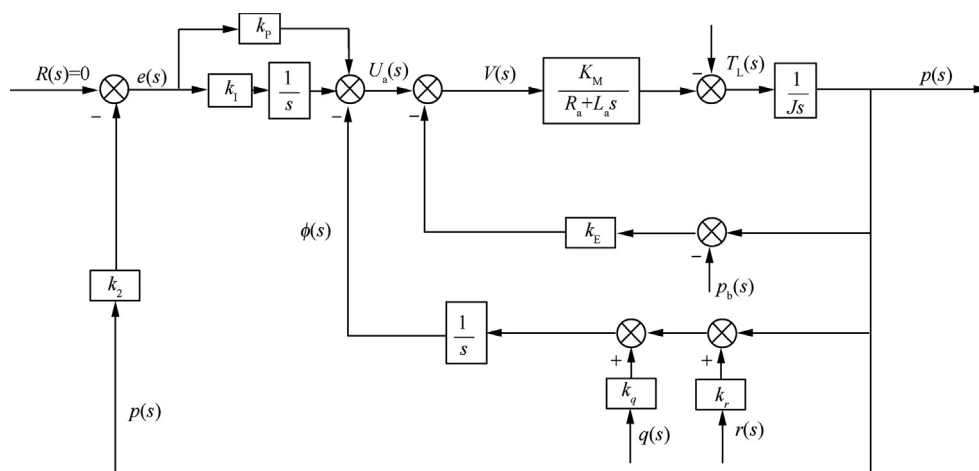 k_P
R(s)=0
e(s)
k_I
1/s
U_a(s)
V(s)
K_M/(R_a+L_a s)
T_L(s)
1/Js
p(s)
−
−
−
−
k_E
−
p_b(s)
ϕ(s)
k_2
1/s
+
+
k_q
k_r
p(s)
q(s)
r(s)